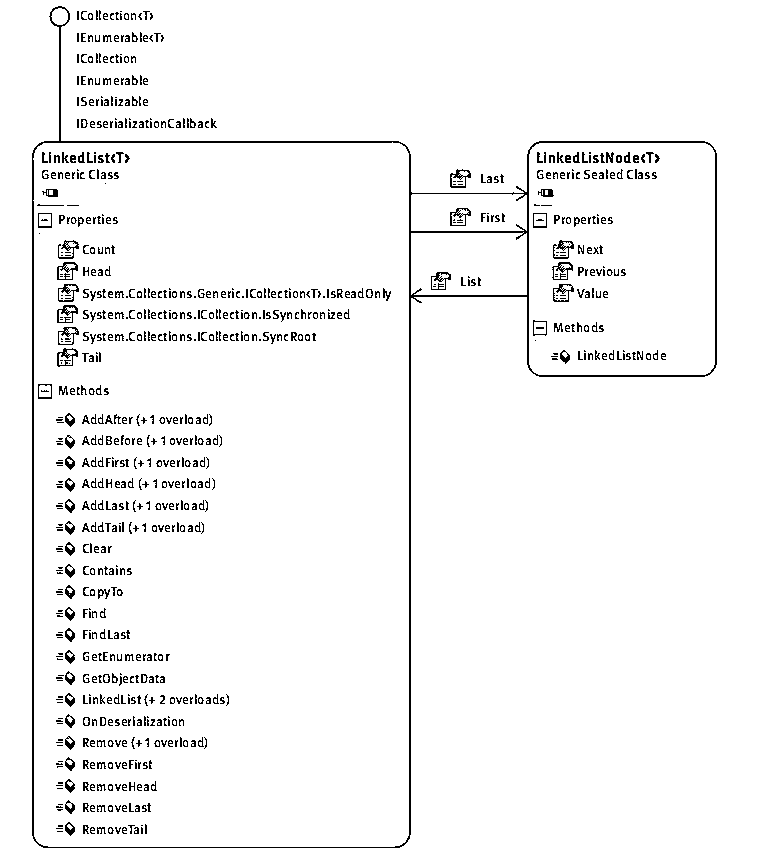 ICollection<T>
IEnumerable<T>
ICollection
IEnumerable
ISerializable
IDeserializationCallback
LinkedList<T>
Generic Class
Properties
Count
Head
System.Collections.Generic.ICollection<T>.IsReadOnly
System.Collections.ICollection.IsSynchronized
System.Collections.ICollection.SyncRoot
Tail
Methods
AddAfter (+ 1 overload)
AddBefore (+ 1 overload)
AddFirst (+ 1 overload)
AddHead (+ 1 overload)
AddLast (+ 1 overload)
AddTail (+ 1 overload)
Clear
Contains
CopyTo
Find
FindLast
GetEnumerator
GetObjectData
LinkedList (+ 2 overloads)
OnDeserialization
Remove (+ 1 overload)
RemoveFirst
RemoveHead
RemoveLast
RemoveTail
Last
First
List
LinkedListNode<T>
Generic Sealed Class
Properties
Next
Previous
Value
Methods
LinkedListNode